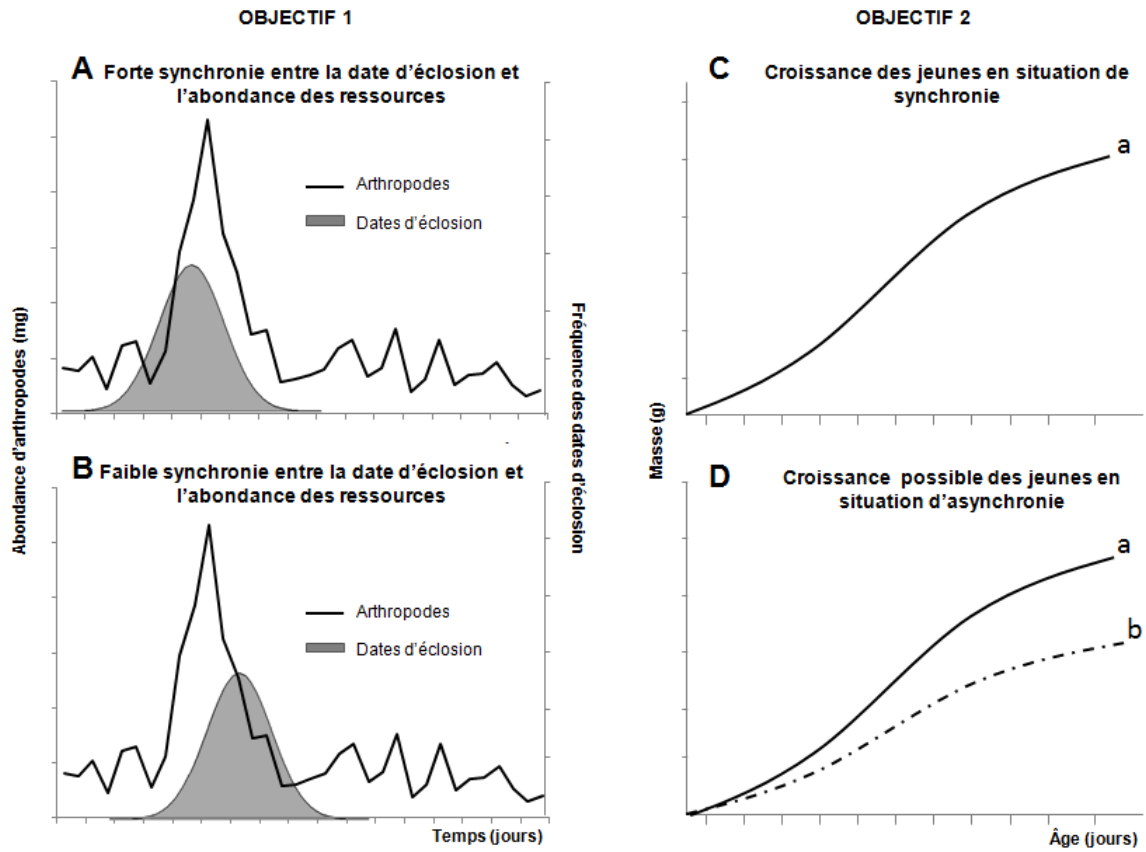 OBJECTIF 1
A Forte synchronie entre la date d'éclosion et
l'abondance des ressources
Arthropodes
Dates d'éclosion
B Faible synchronie entre la date d'éclosion et
l'abondance des ressources
Arthropodes
Dates d'éclosion
Abondance d'arthropodes (mg)
Fréquence des dates d'éclosion
Temps (jours)
OBJECTIF 2
C Croissance des jeunes en situation de
synchronie
a
D Croissance possible des jeunes en
situation d'asynchronie
a
b
Masse (g)
Âge (jours)